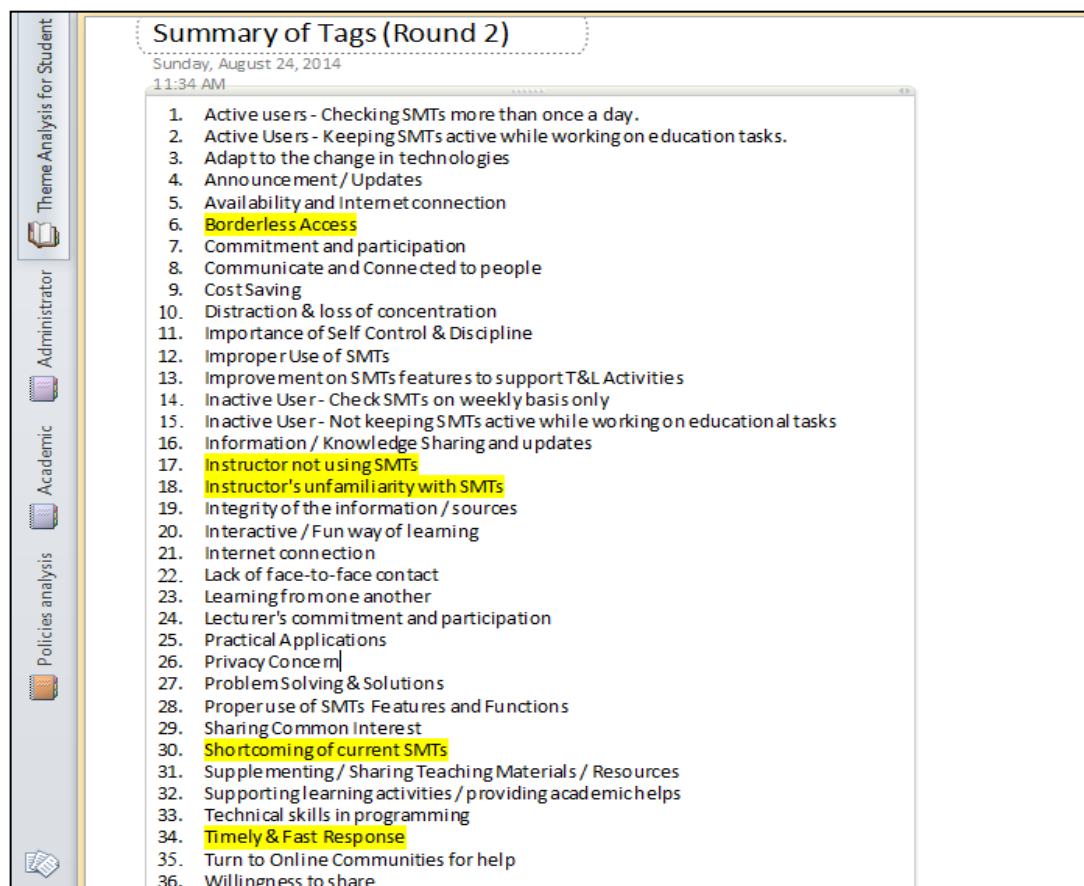 Summary of Tags (Round 2)
Sunday, August 24, 2014
11:34 AM
1. Active users - Checking SMTs more than once a day.
2. Active Users - Keeping SMTs active while working on education tasks.
3. Adapt to the change in technologies
4. Announcement / Updates
5. Availability and Internet connection
6. Borderless Access
7. Commitment and participation
8. Communicate and Connected to people
9. Cost Saving
10. Distraction & loss of concentration
11. Importance of Self Control & Discipline
12. Improper Use of SMTs
13. Improvement on SMTs features to support T&L Activities
14. Inactive User - Check SMTs on weekly basis only
15. Inactive User - Not keeping SMTs active while working on educational tasks
16. Information / Knowledge Sharing and updates
17. Instructor not using SMTs
18. Instructor's unfamiliarity with SMTs
19. Integrity of the information / sources
20. Interactive / Fun way of learning
21. Internet connection
22. Lack of face-to-face contact
23. Learning from one another
24. Lecturer's commitment and participation
25. Practical Applications
26. Privacy Concern
27. Problem Solving & Solutions
28. Proper use of SMTs Features and Functions
29. Sharing Common Interest
30. Shortcoming of current SMTs
31. Supplementing / Sharing Teaching Materials / Resources
32. Supporting learning activities / providing academic helps
33. Technical skills in programming
34. Timely & Fast Response
35. Turn to Online Communities for help
36. Willingness to share
Theme Analysis for Student
Administrator
Academic
Policies analysis